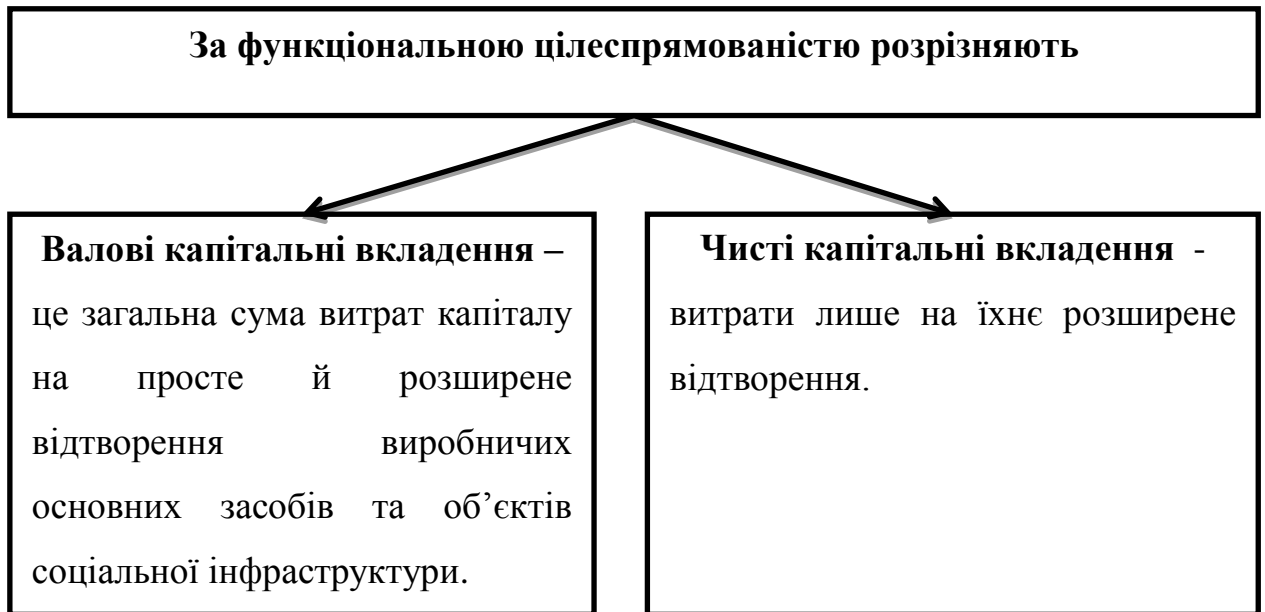 За функціональною цілеспрямованістю розрізняють
Валові капітальні вкладення –
це загальна сума витрат капіталу
на просте й розширене
відтворення виробничих
основних засобів та об’єктів
соціальної інфраструктури.
Чисті капітальні вкладення -
витрати лише на їхнє розширене
відтворення.